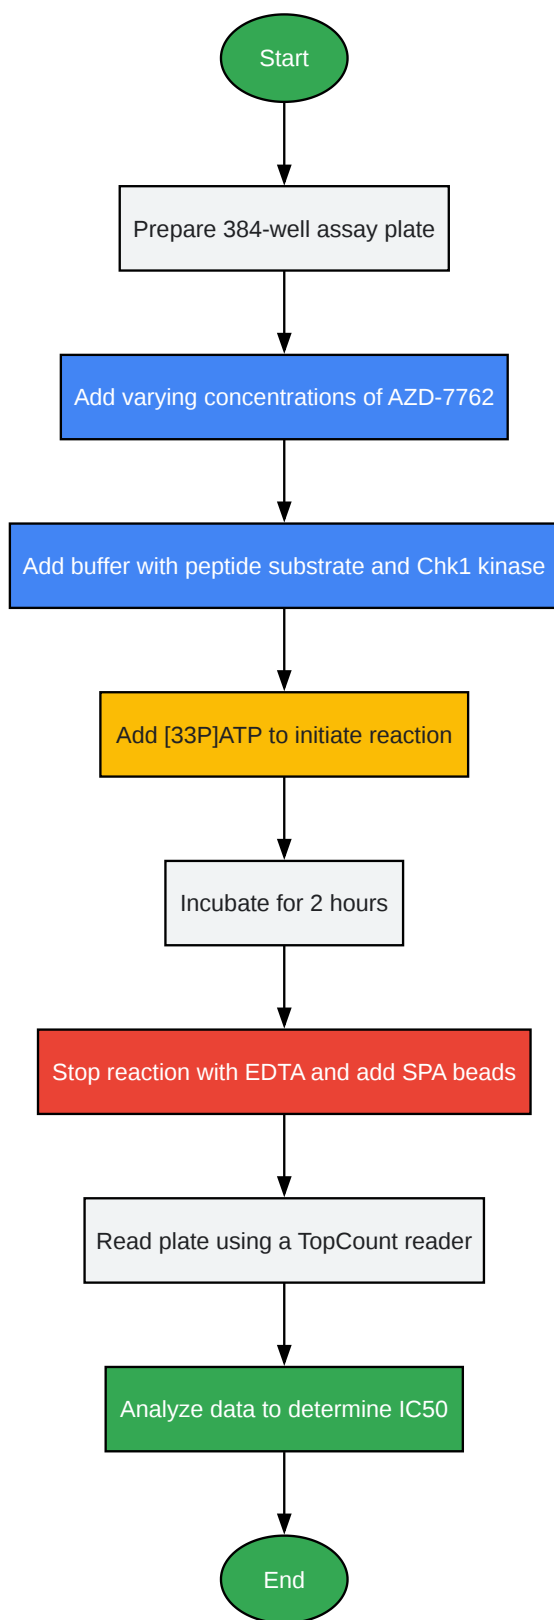 Start
Prepare 384-well assay plate
Add varying concentrations of AZD-7762
Add buffer with peptide substrate and Chk1 kinase
Add [33P]ATP to initiate reaction
Incubate for 2 hours
Stop reaction with EDTA and add SPA beads
Read plate using a TopCount reader
Analyze data to determine IC50
End